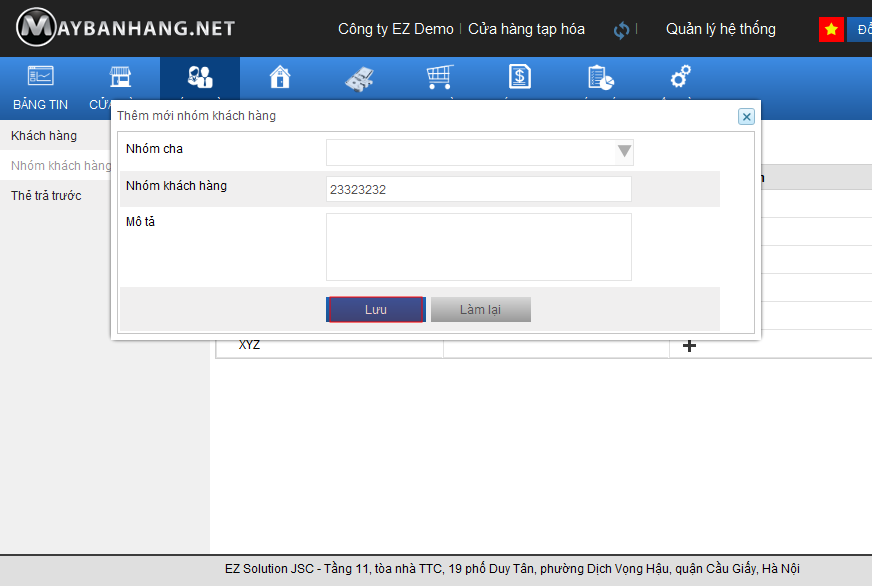 MAYBANHANG.NET
Công ty EZ Demo | Cửa hàng tạp hóa | Quản lý hệ thống
BẢNG TIN
Thêm mới nhóm khách hàng
Khách hàng
Nhóm khách hàng
Thẻ trả trước
Nhóm cha
Nhóm khách hàng 23323232
Mô tả
Lưu Làm lại
XYZ
EZ Solution JSC - Tầng 11, tòa nhà TTC, 19 phố Duy Tân, phường Dịch Vọng Hậu, quận Cầu Giấy, Hà Nội